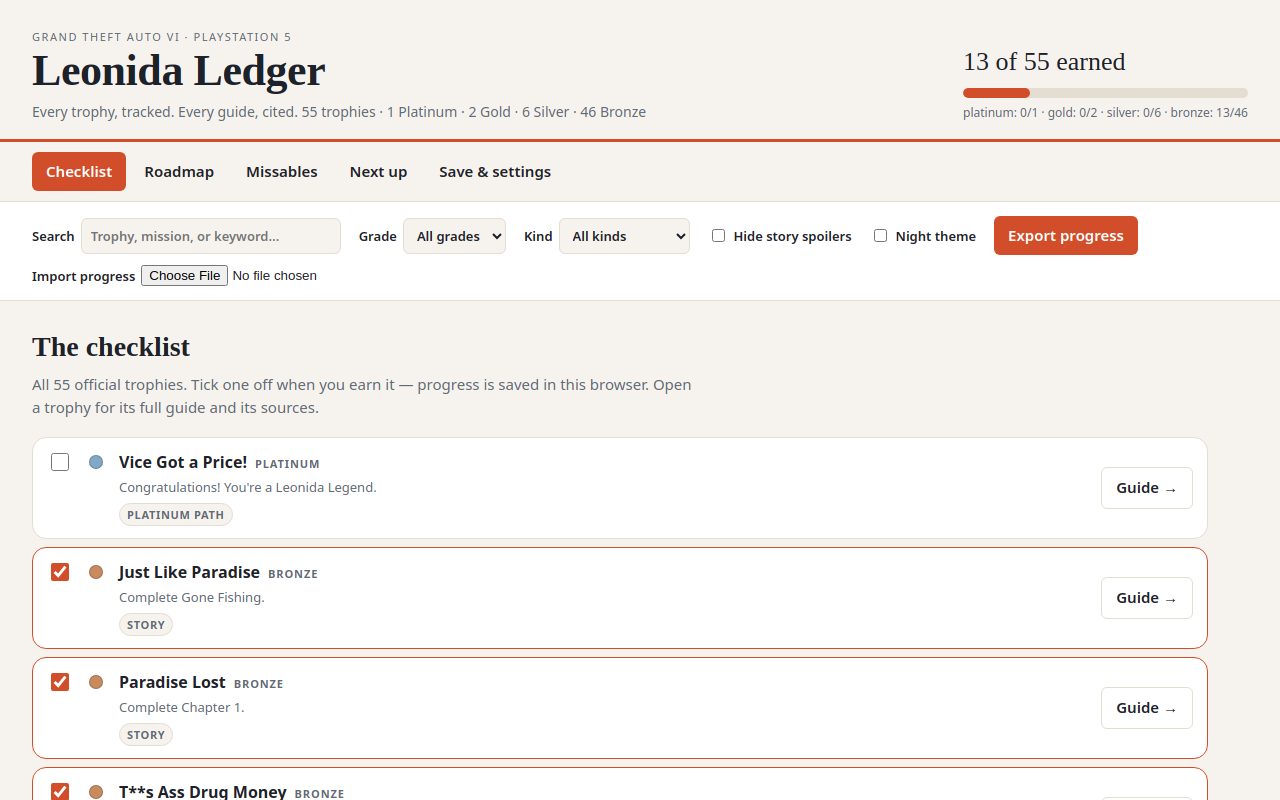 GRAND THEFT AUTO VI · PLAYSTATION 5
Leonida Ledger
Every trophy, tracked. Every guide, cited. 55 trophies · 1 Platinum · 2 Gold · 6 Silver · 46 Bronze
13 of 55 earned
platinum: 0/1 · gold: 0/2 · silver: 0/6 · bronze: 13/46
Checklist Roadmap Missables Next up Save & settings
Search Trophy, mission, or keyword... Grade All grades Kind All kinds Hide story spoilers Night theme Export progress
Import progress Choose File No file chosen
The checklist
All 55 official trophies. Tick one off when you earn it — progress is saved in this browser. Open
a trophy for its full guide and its sources.
Vice Got a Price! PLATINUM
Congratulations! You're a Leonida Legend.
PLATINUM PATH
Guide →
Just Like Paradise BRONZE
Complete Gone Fishing.
STORY
Guide →
Paradise Lost BRONZE
Complete Chapter 1.
STORY
Guide →
T**s Ass Drug Money BRONZE